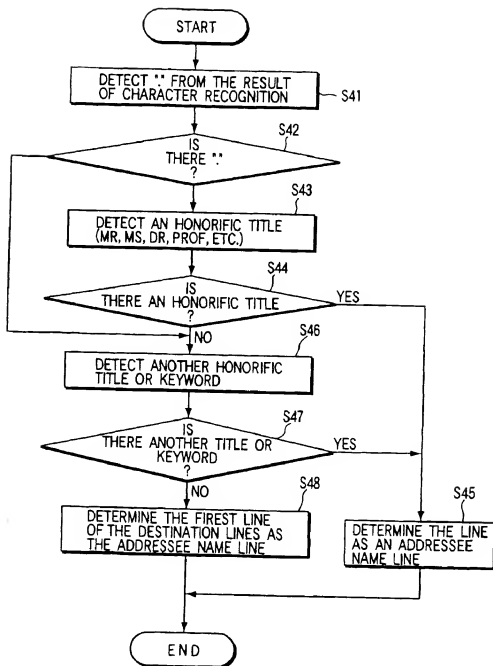 START
DETECT "." FROM THE RESULT
OF CHARACTER RECOGNITION
S41
S42
IS
THERE "."
?
S43
DETECT AN HONORIFIC TITLE
(MR, MS, DR, PROF, ETC.)
S44
IS
THERE AN HONORIFIC TITLE
?
YES
NO
S46
DETECT ANOTHER HONORIFIC
TITLE OR KEYWORD
S47
IS
THERE ANOTHER TITLE OR
KEYWORD
?
YES
NO
S48
DETERMINE THE FIREST LINE
OF THE DESTINATION LINES AS
THE ADDRESSEE NAME LINE
S45
DETERMINE THE LINE
AS AN ADDRESSEE
NAME LINE
END